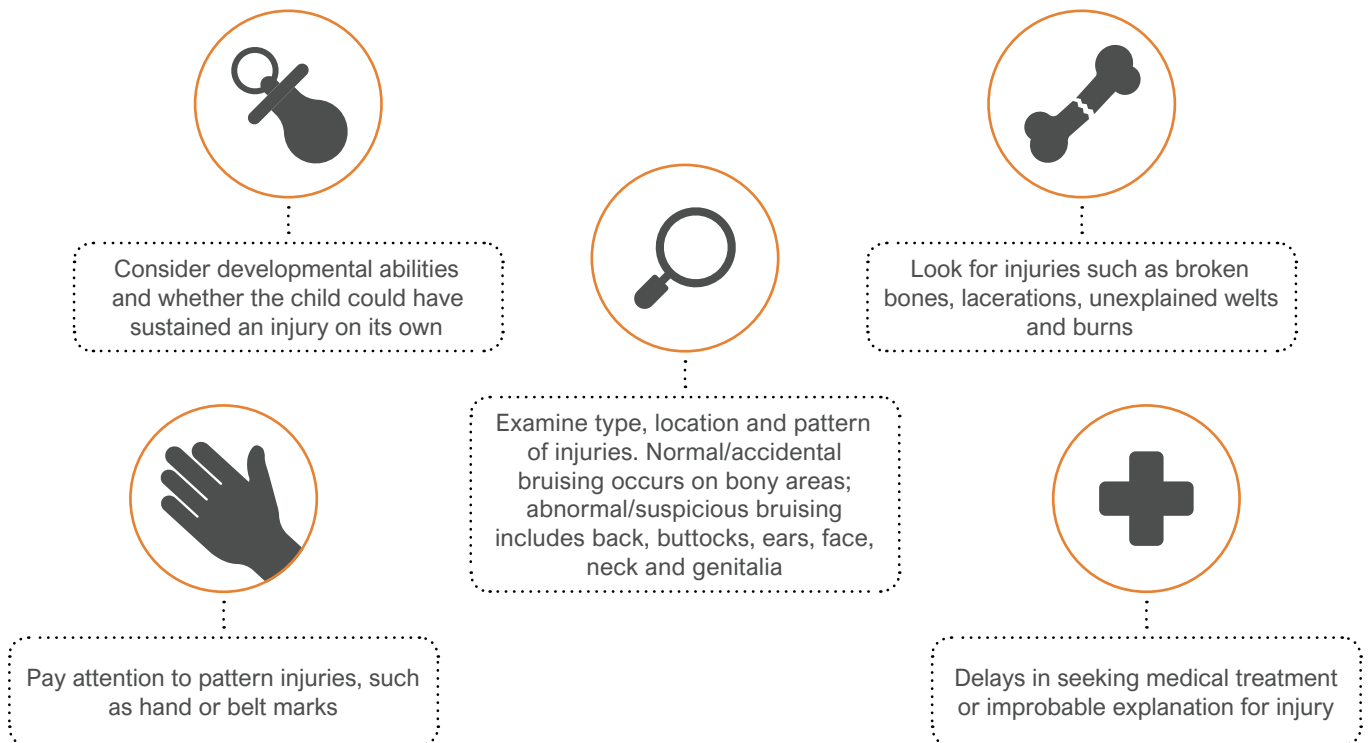 Consider developmental abilities
and whether the child could have
sustained an injury on its own
Look for injuries such as broken
bones, lacerations, unexplained welts
and burns
Examine type, location and pattern
of injuries. Normal/accidental
bruising occurs on bony areas;
abnormal/suspicious bruising
includes back, buttocks, ears, face,
neck and genitalia
Pay attention to pattern injuries, such
as hand or belt marks
Delays in seeking medical treatment
or improbable explanation for injury